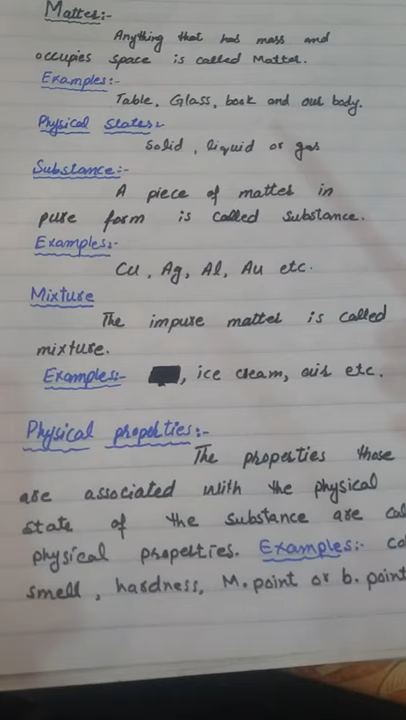 Matter:-
Anything that has mass and
occupies space is called Matter.
Examples:-
Table, Glass, book and our body.
Physical States:-
Solid, liquid or gas
Substance:-
A piece of matter in
pure form is called substance.
Examples:-
Cu, Ag, Al, Au etc.
Mixture
The impure matter is called
mixture.
Examples:- , ice cream, air etc.
Physical properties:-
The properties those
are associated with the physical
state of the substance are cal
physical properties. Examples:- co
smell, hardness, M.point or b.point